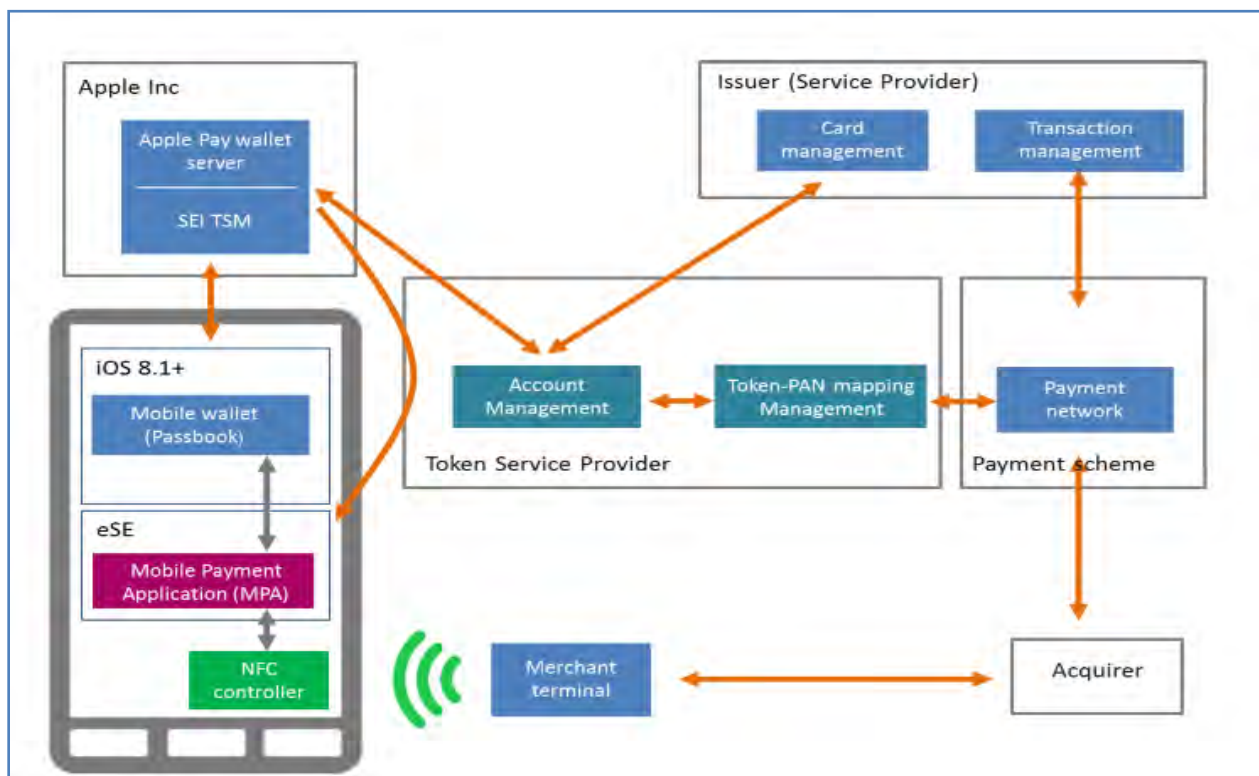 Apple Inc
Apple Pay wallet
server
SEI TSM
Issuer (Service Provider)
Card
management
Transaction
management
iOS 8.1+
Mobile wallet
(Passbook)
eSE
Mobile Payment
Application (MPA)
NFC
controller
Account
Management
Token-PAN mapping
Management
Token Service Provider
Payment
network
Payment scheme
Merchant
terminal
Acquirer